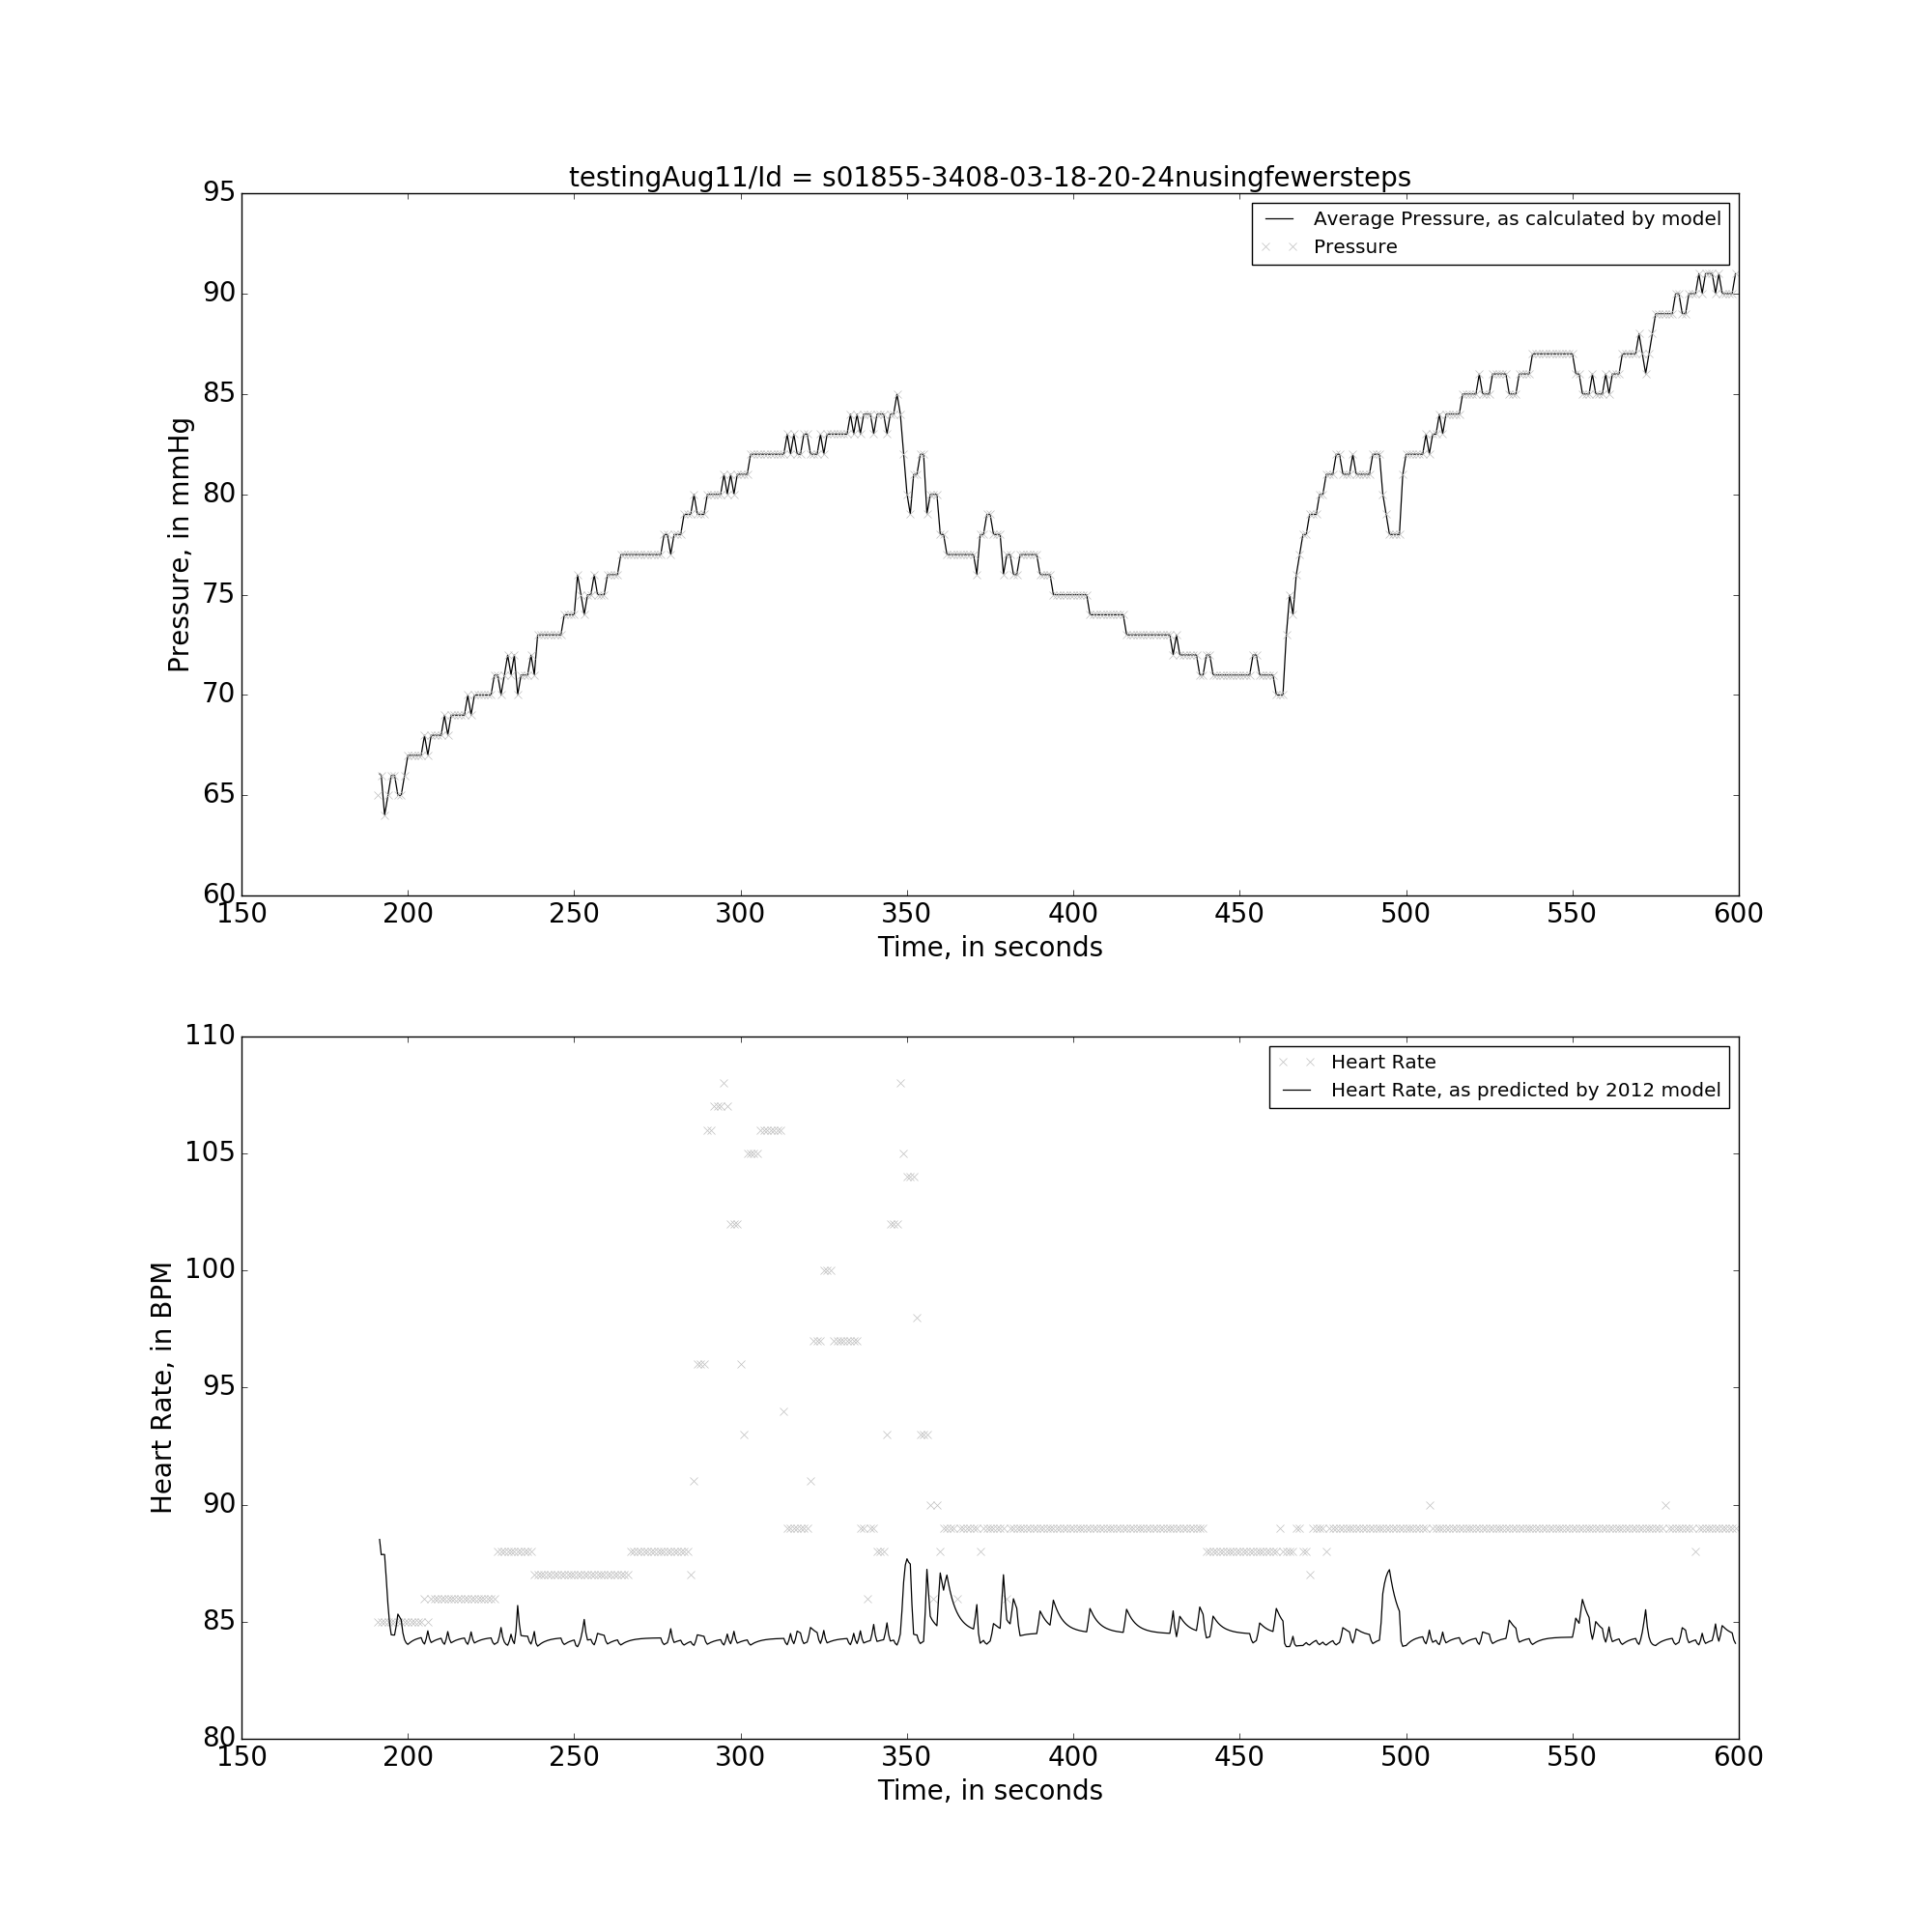 testingAug11/Id = s01855-3408-03-18-20-24nusingfewersteps
95
90
85
80
75
70
65
60
Pressure, in mmHg
Average Pressure, as calculated by model
Pressure
150 200 250 300 350 400 450 500 550 600
Time, in seconds
110
105
100
95
90
85
80
Heart Rate, in BPM
Heart Rate
Heart Rate, as predicted by 2012 model
150 200 250 300 350 400 450 500 550 600
Time, in seconds